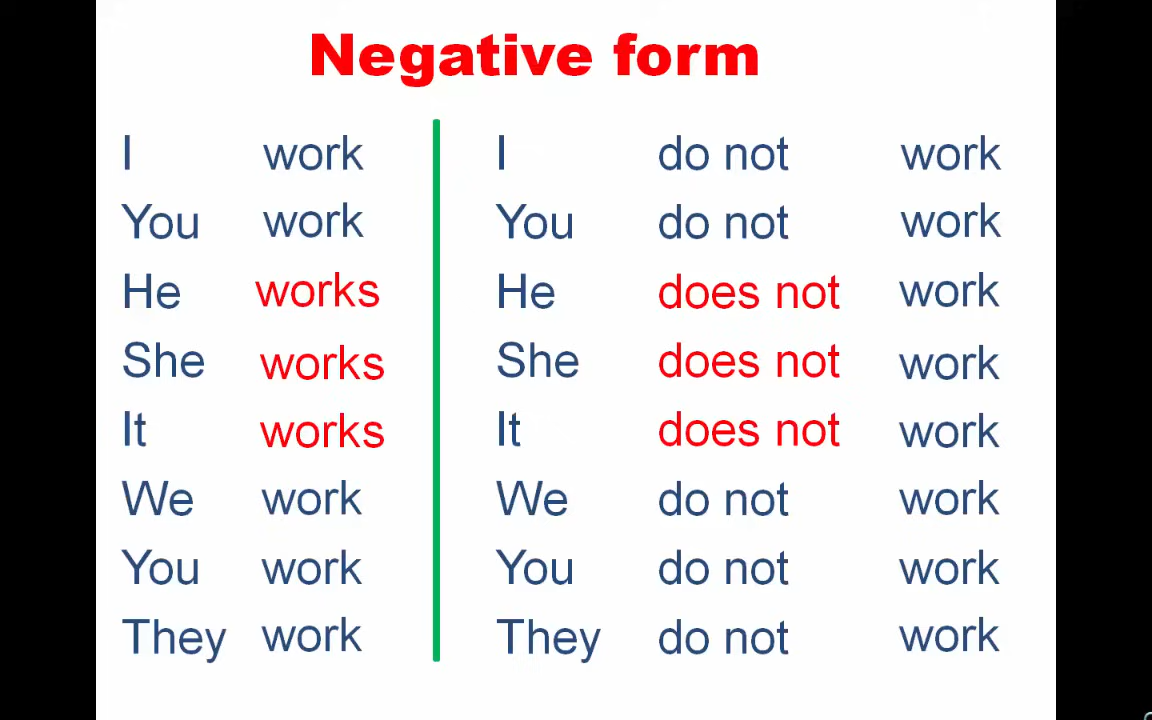 Negative form
I work I do not work
You work You do not work
He works He does not work
She works She does not work
It works It does not work
We work We do not work
You work You do not work
They work They do not work